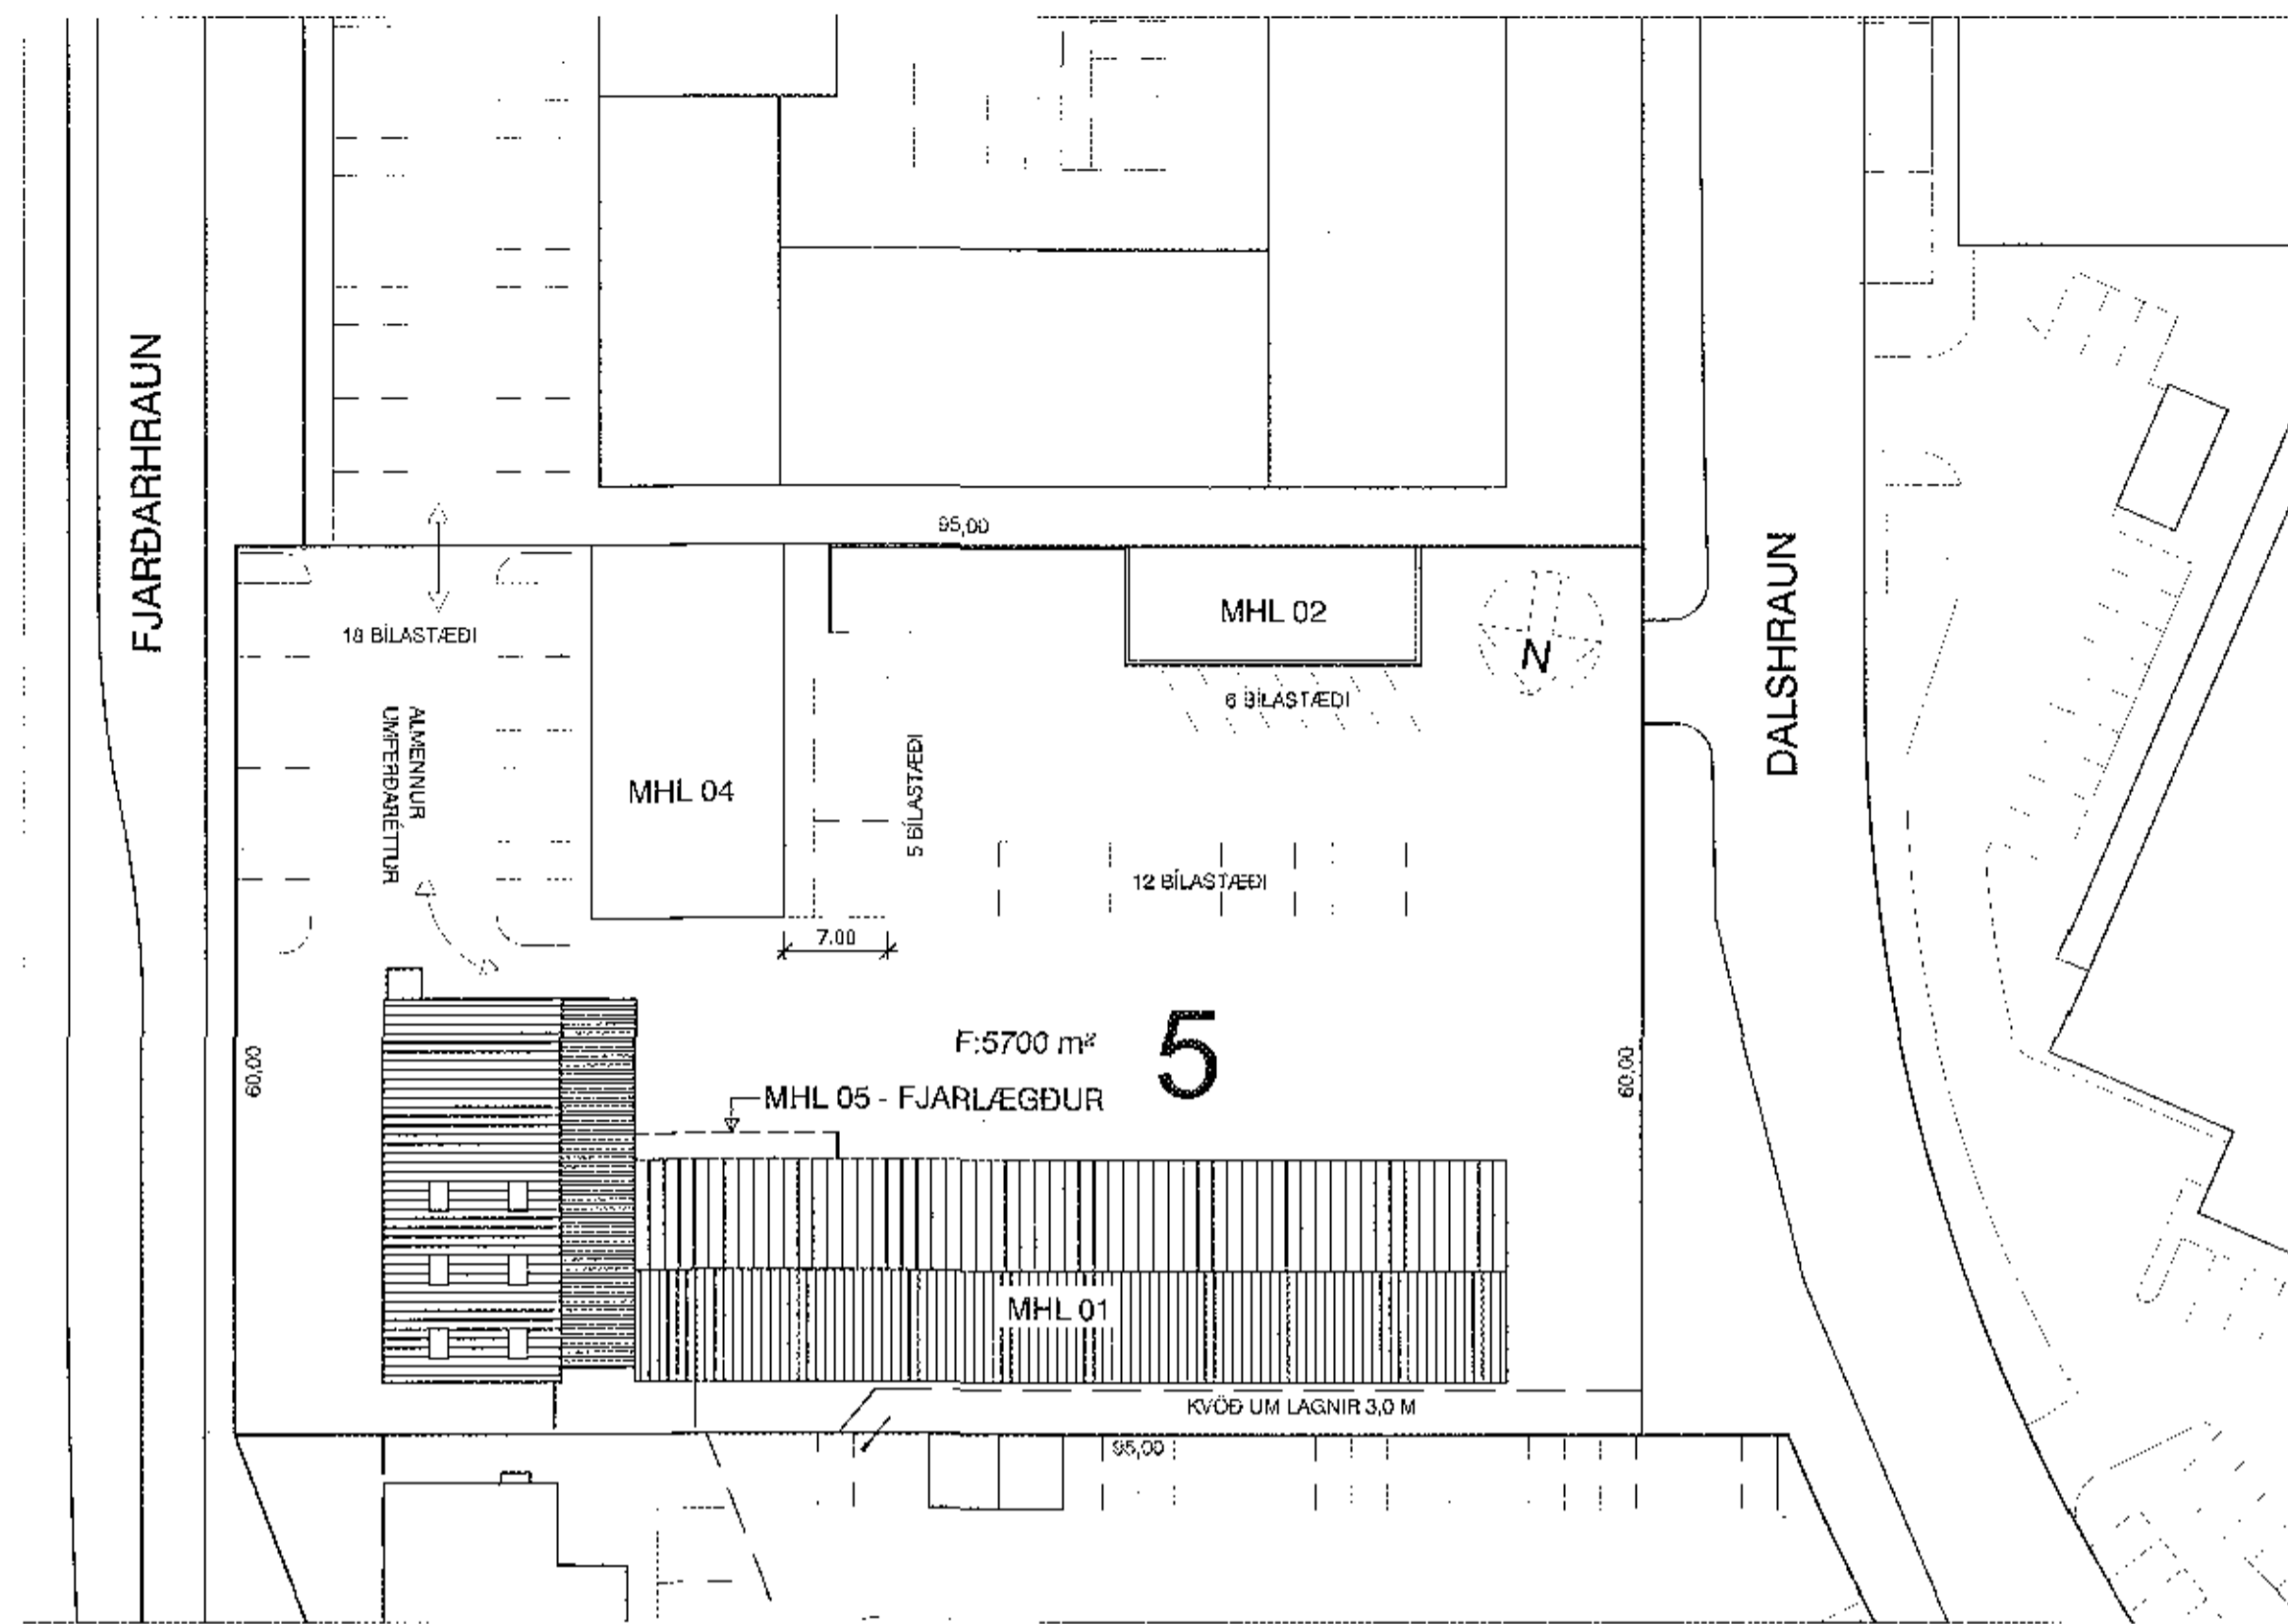 FJARÐARHRAUN
95,00
18 BÍLASTÆÐI
MHL 02
N
6 BÍLASTÆÐI
DALSHRAUN
ALMENNUR
UMFERÐARÉTTUR
MHL 04
5 BÍLASTÆÐI
12 BÍLASTÆÐI
7.00
F:5700 m²
5
60,00
60,00
MHL 05 - FJARLÆGÐUR
MHL 01
KVÖÐ UM LAGNIR 3,0 M
95,00